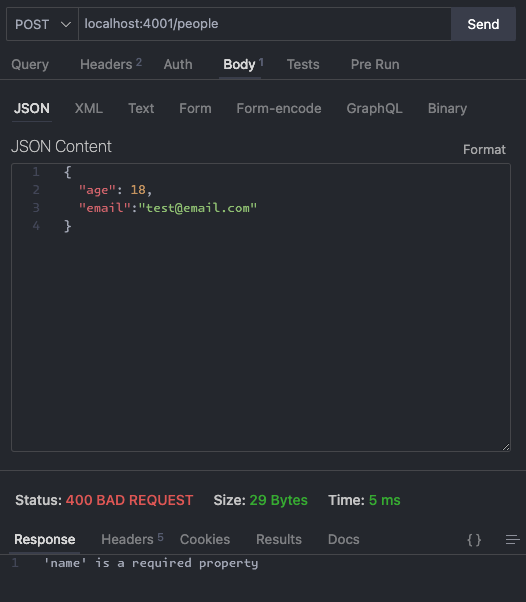 POST localhost:4001/people Send
Query Headers 2 Auth Body 1 Tests Pre Run
JSON XML Text Form Form-encode GraphQL Binary
JSON Content
Format
1 {
2 "age": 18,
3 "email":"test@email.com"
4 }
Status: 400 BAD REQUEST Size: 29 Bytes Time: 5 ms
Response Headers 5 Cookies Results Docs { }
1 'name' is a required property